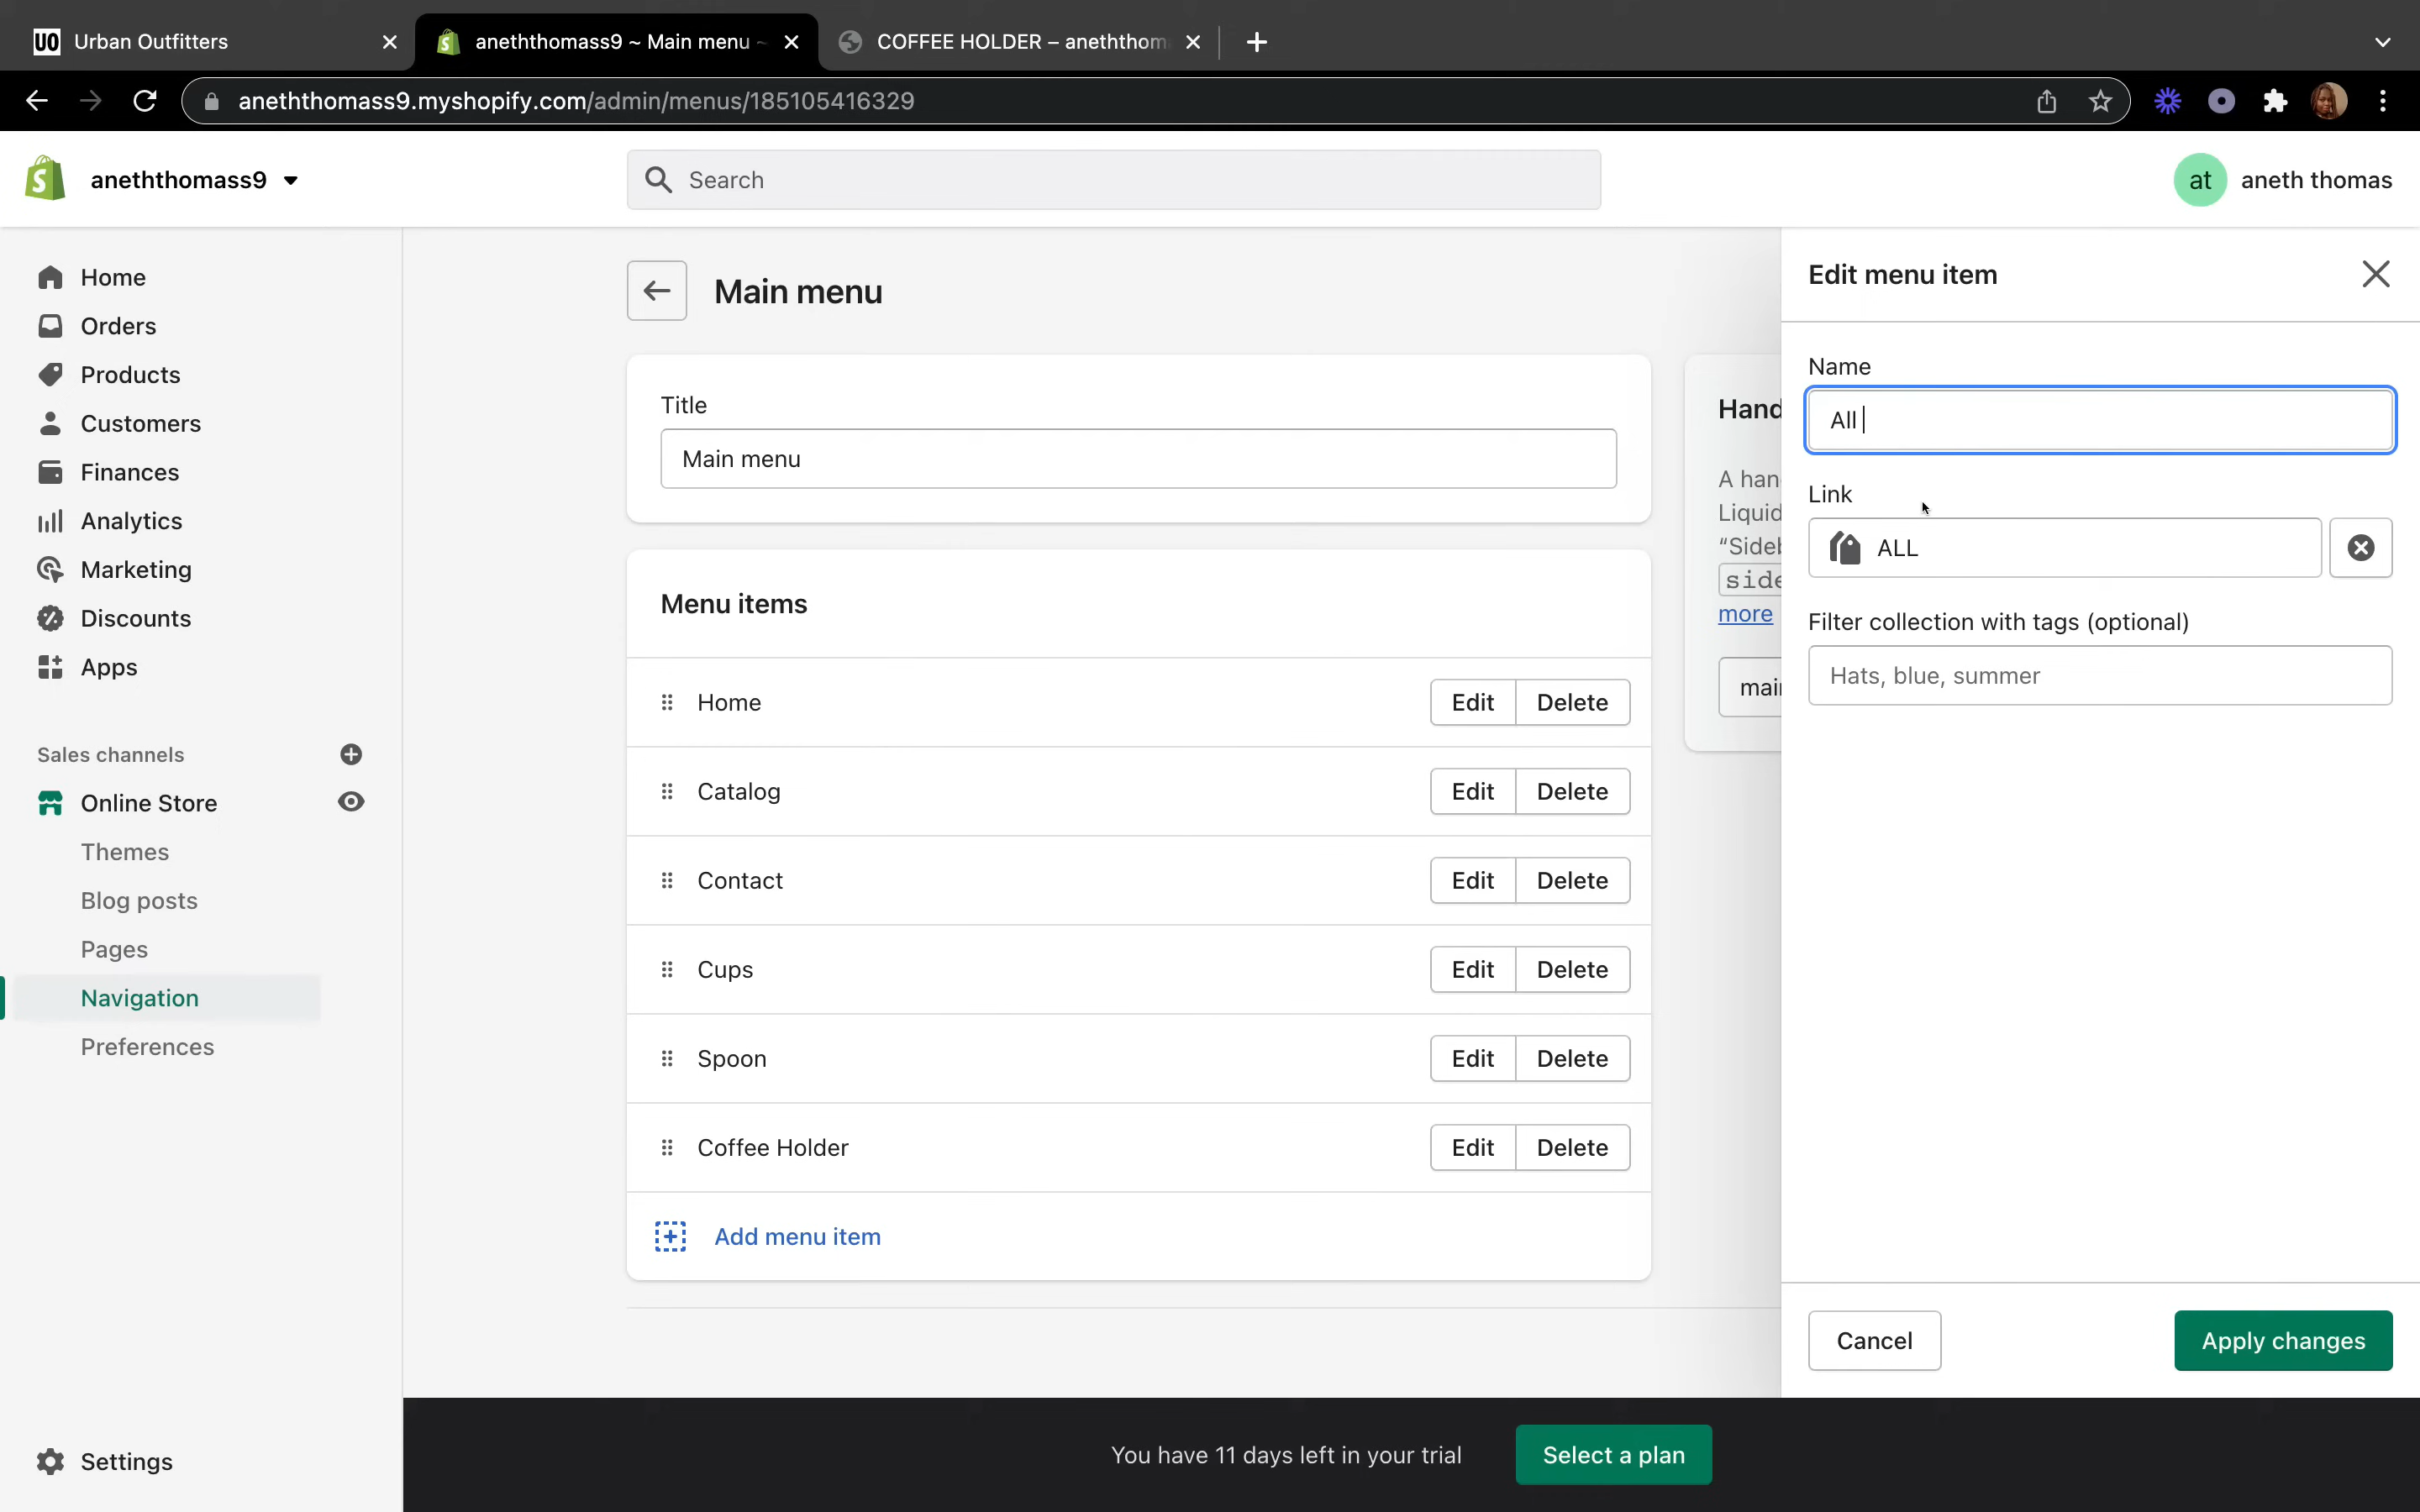 UO Urban Outfitters
aneththomass9 ~ Main menu ~
COFFEE HOLDER – aneththom
aneththomass9.myshopify.com/admin/menus/185105416329
aneththomass9
Search
at aneth thomas
Home
Orders
Products
Customers
Finances
Analytics
Marketing
Discounts
Apps
Sales channels
Online Store
Themes
Blog posts
Pages
Navigation
Preferences
Settings
Main menu
Title
Main menu
Menu items
Home Edit Delete
Catalog Edit Delete
Contact Edit Delete
Cups Edit Delete
Spoon Edit Delete
Coffee Holder Edit Delete
Add menu item
Hand
A han
Liquid
“Sideb
side
more
mai
Edit menu item
Name
All
Link
ALL
Filter collection with tags (optional)
Hats, blue, summer
Cancel
Apply changes
You have 11 days left in your trial
Select a plan